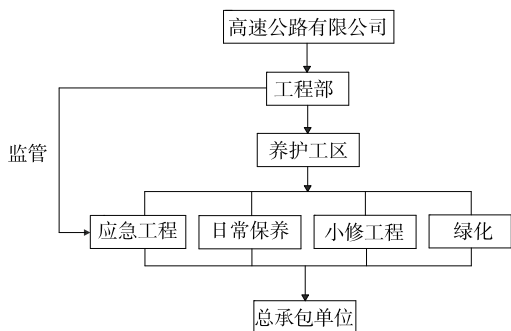 高速公路有限公司
工程部
监管
养护工区
应急工程
日常保养
小修工程
绿化
总承包单位